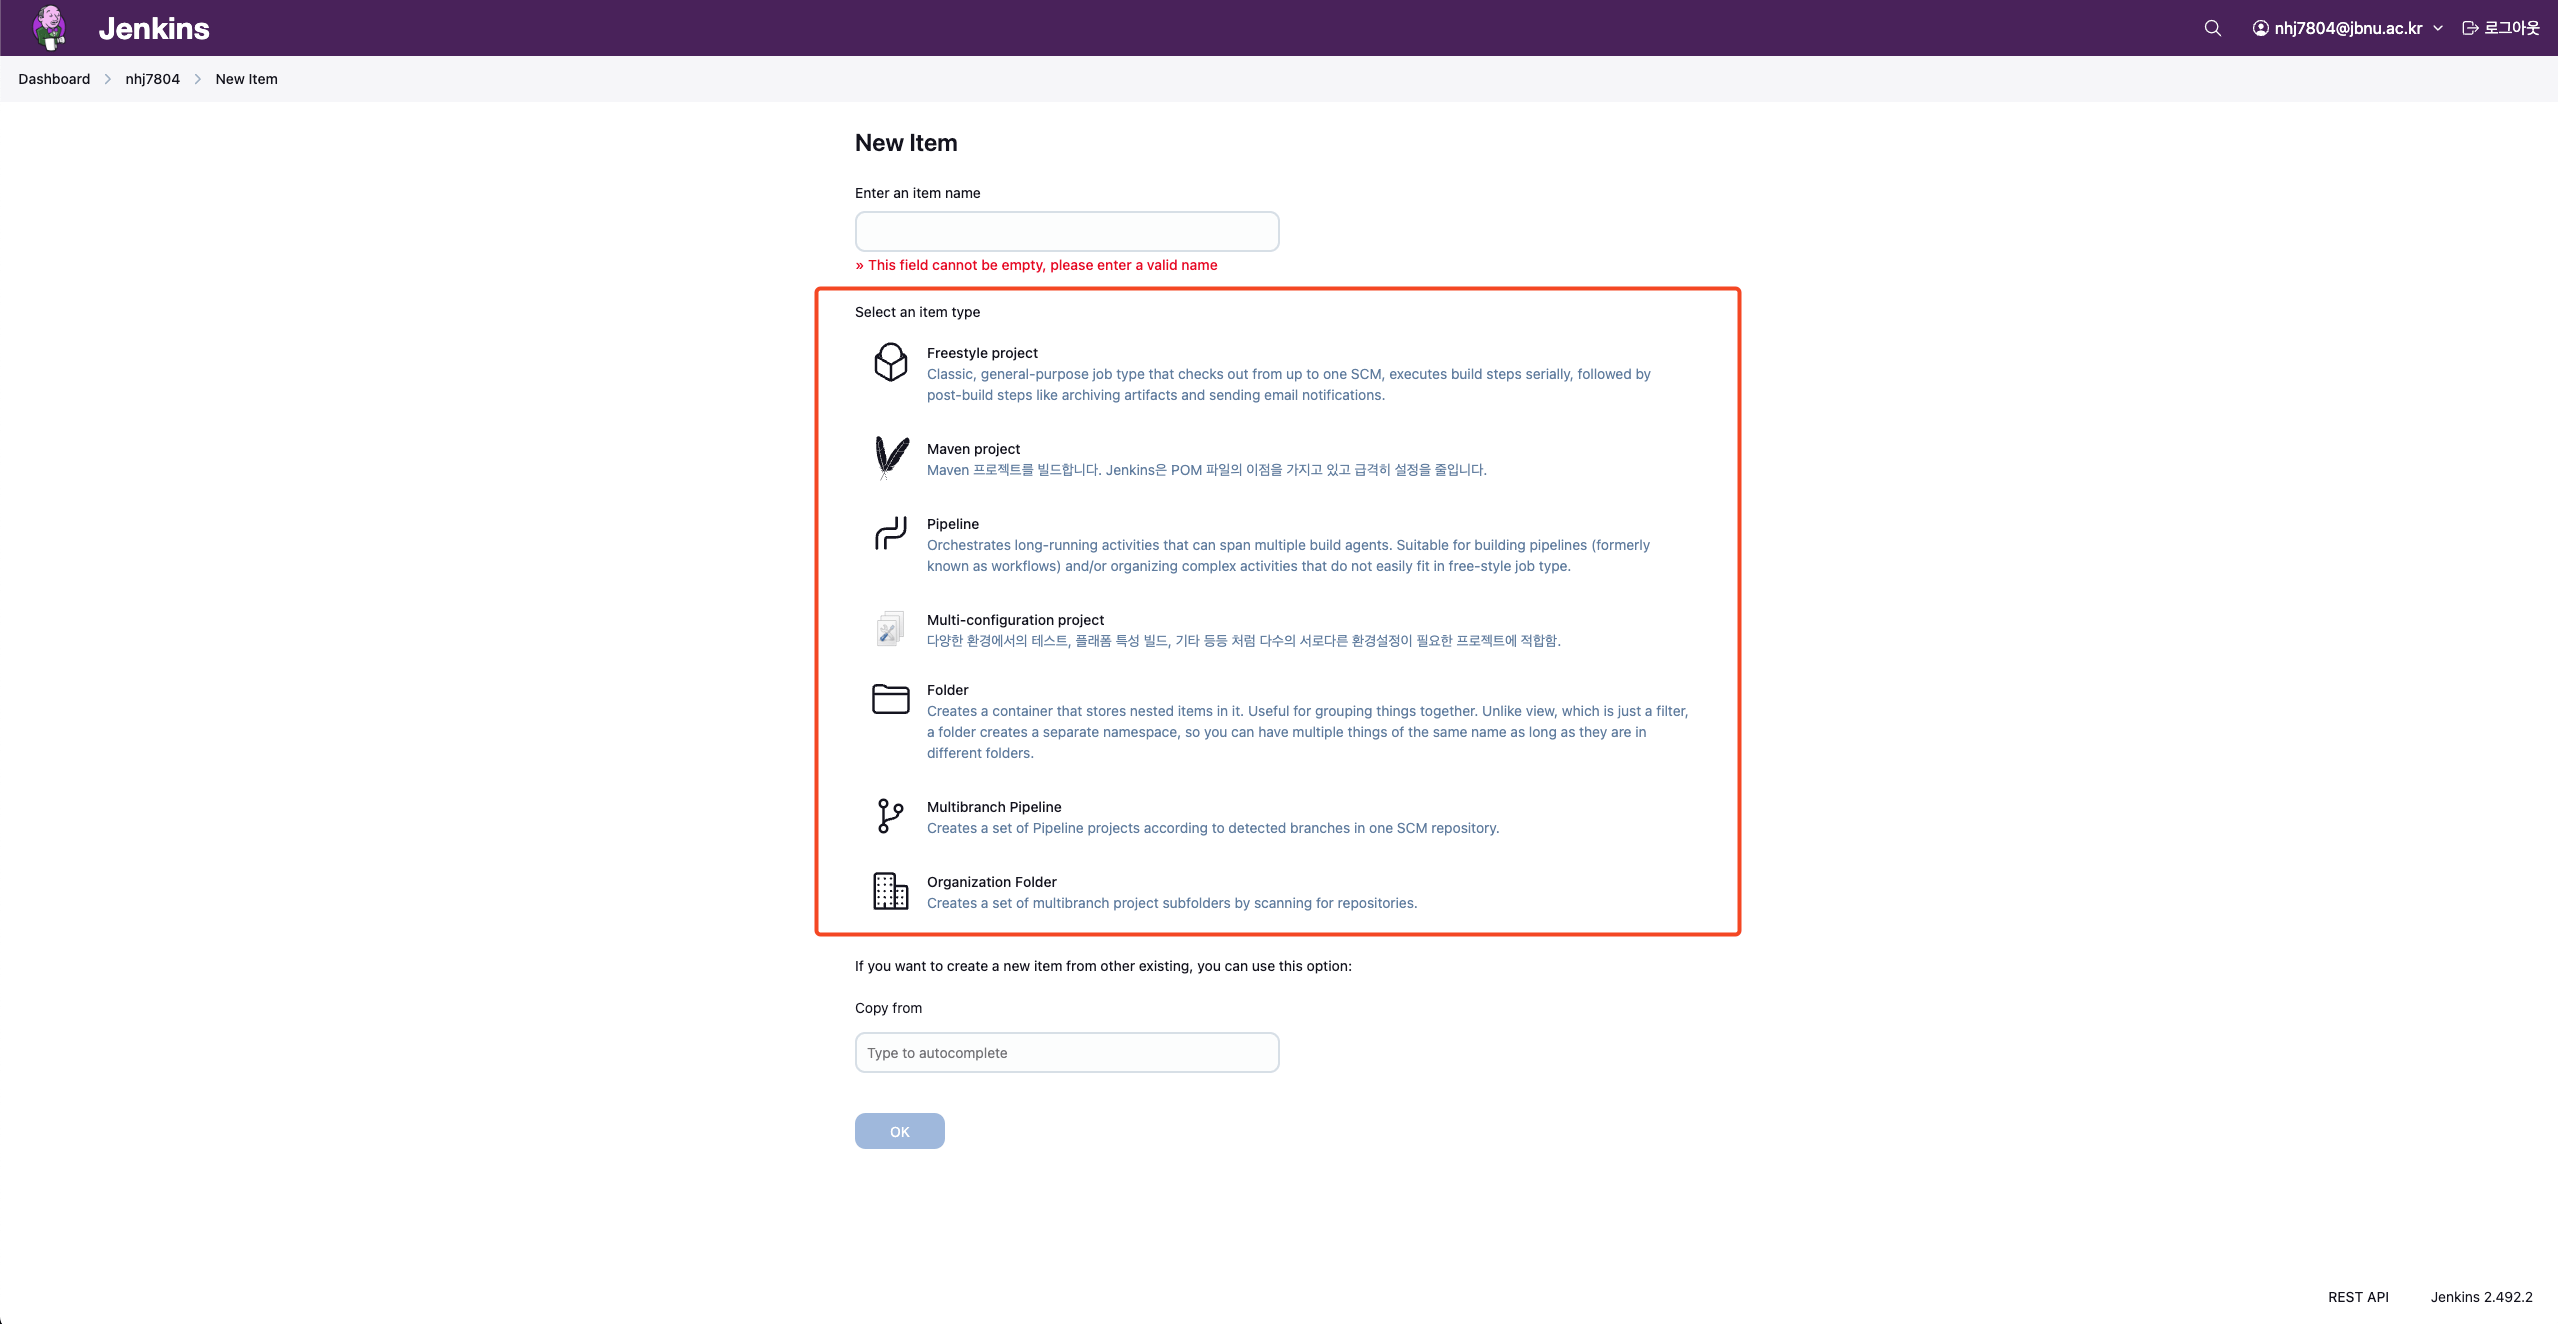 Jenkins
nhj7804@jbnu.ac.kr
로그아웃
Dashboard > nhj7804 > New Item
New Item
Enter an item name
» This field cannot be empty, please enter a valid name
Select an item type
Freestyle project
Classic, general-purpose job type that checks out from up to one SCM, executes build steps serially, followed by
post-build steps like archiving artifacts and sending email notifications.
Maven project
Maven 프로젝트를 빌드합니다. Jenkins은 POM 파일의 이점을 가지고 있고 급격히 설정을 줄입니다.
Pipeline
Orchestrates long-running activities that can span multiple build agents. Suitable for building pipelines (formerly
known as workflows) and/or organizing complex activities that do not easily fit in free-style job type.
Multi-configuration project
다양한 환경에서의 테스트, 플래폼 특성 빌드, 기타 등등 처럼 다수의 서로다른 환경설정이 필요한 프로젝트에 적합함.
Folder
Creates a container that stores nested items in it. Useful for grouping things together. Unlike view, which is just a filter,
a folder creates a separate namespace, so you can have multiple things of the same name as long as they are in
different folders.
Multibranch Pipeline
Creates a set of Pipeline projects according to detected branches in one SCM repository.
Organization Folder
Creates a set of multibranch project subfolders by scanning for repositories.
If you want to create a new item from other existing, you can use this option:
Copy from
Type to autocomplete
OK
REST API
Jenkins 2.492.2